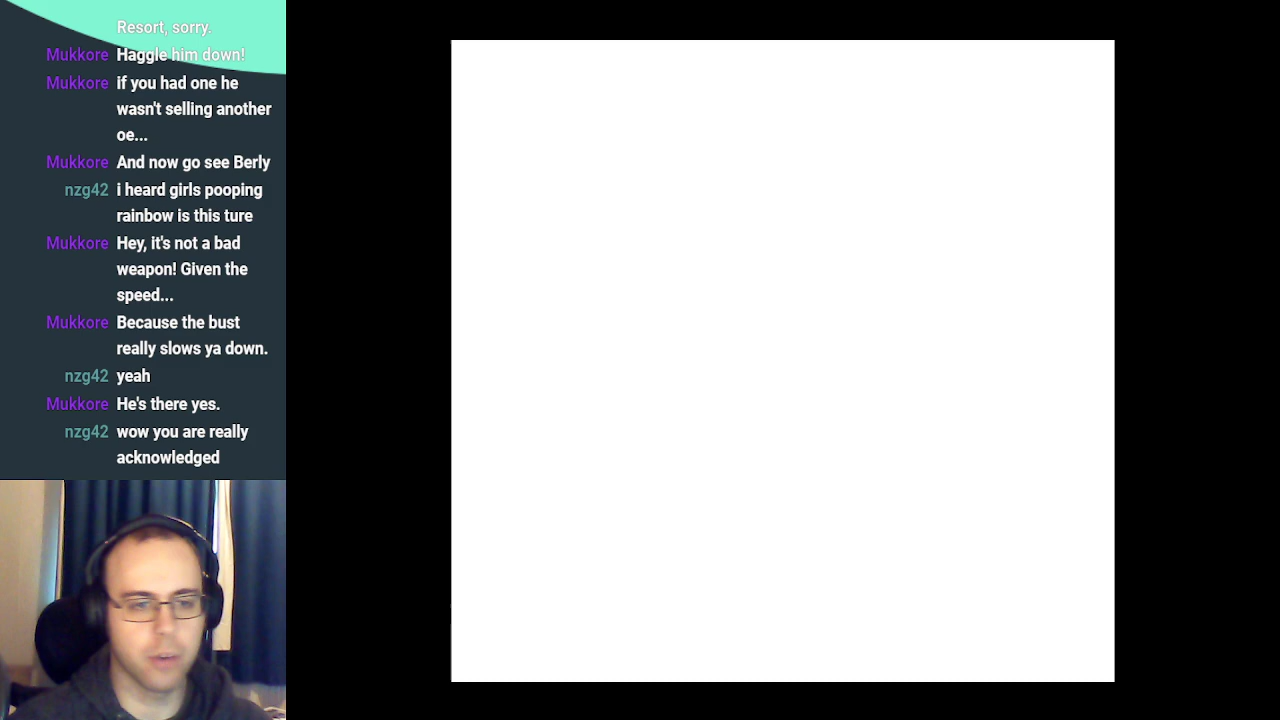 Resort, sorry.
Mukkore Haggle him down!
Mukkore if you had one he
wasn't selling another
oe...
Mukkore And now go see Berly
nzg42 i heard girls pooping
rainbow is this ture
Mukkore Hey, it's not a bad
weapon! Given the
speed...
Mukkore Because the bust
really slows ya down.
nzg42 yeah
Mukkore He's there yes.
nzg42 wow you are really
acknowledged